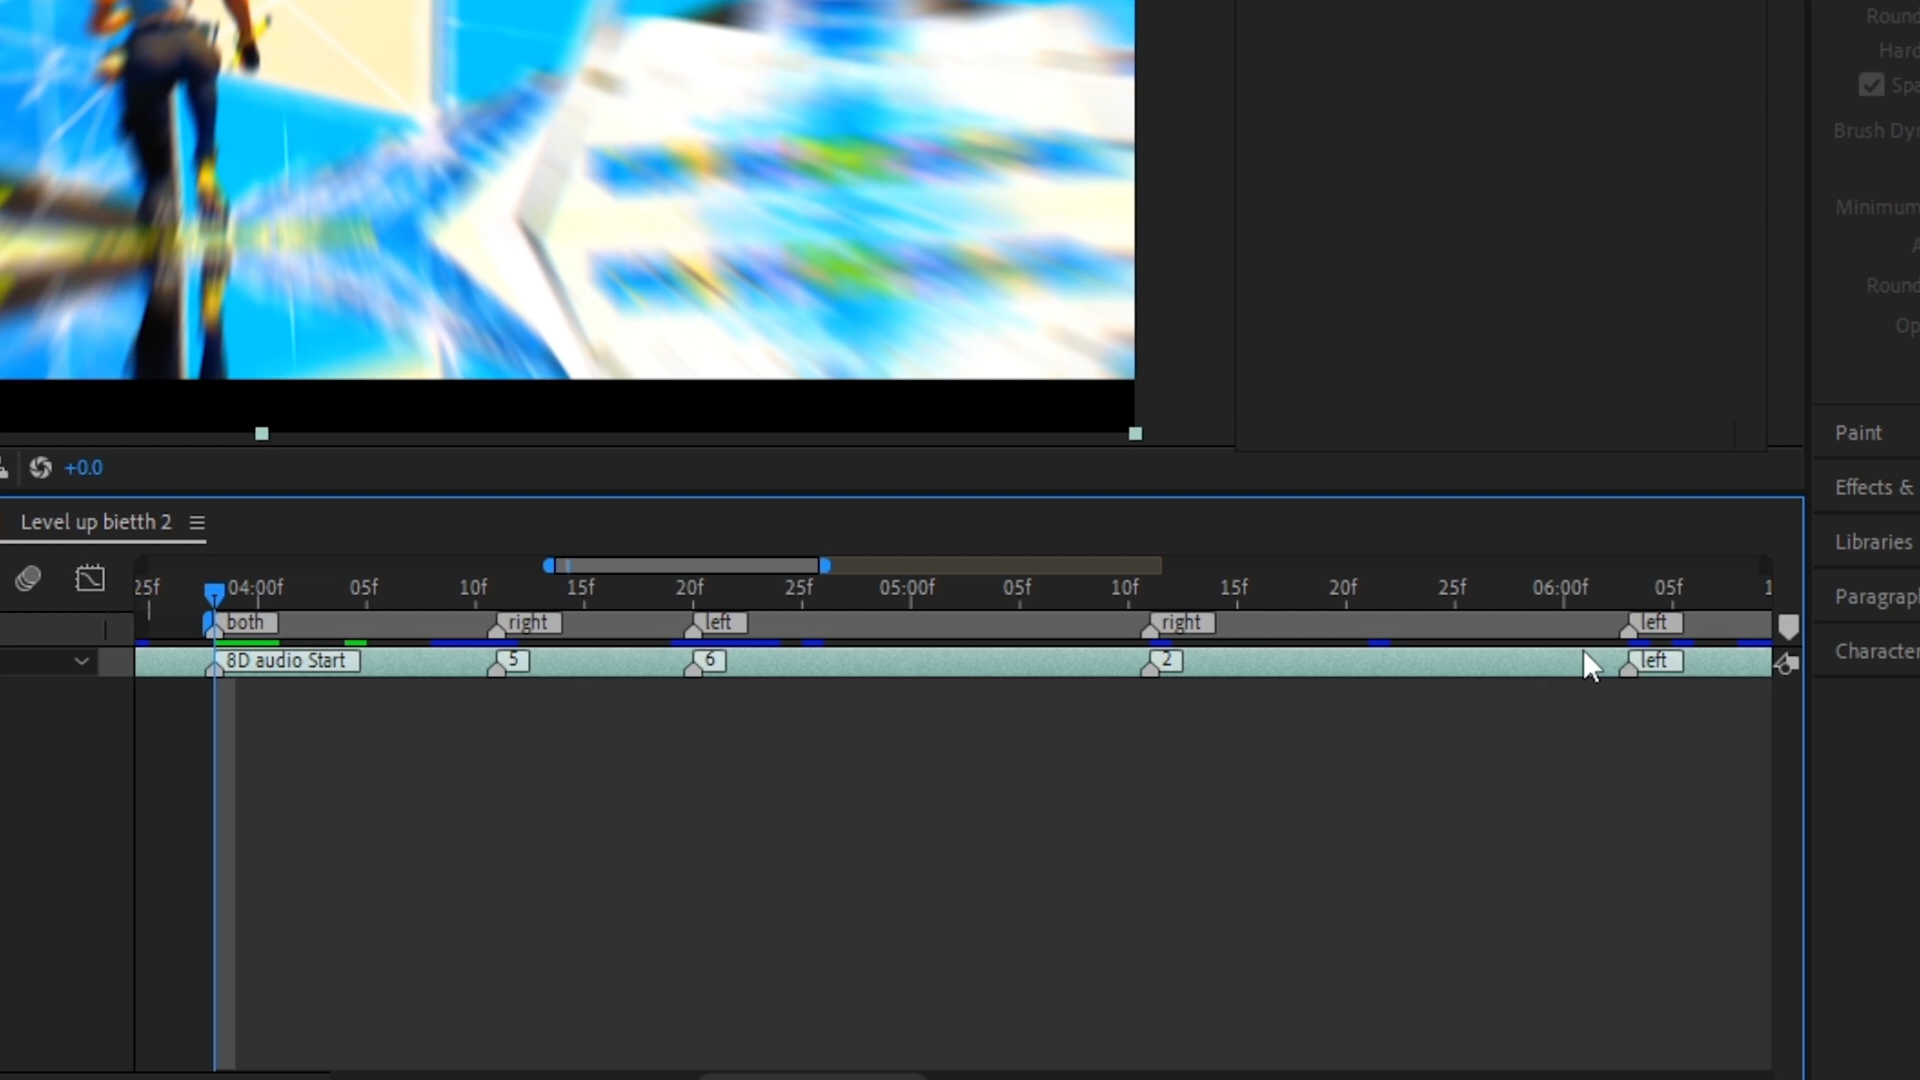 Round
Hard
Spa
Brush Dyn
Minimum
A
Round
Op
Paint
+0.0
Effects &
Level up bietth 2
Libraries
25f 04:00f 05f 10f 15f 20f 25f 05:00f 05f 10f 15f 20f 25f 06:00f 05f 1
Paragrap
both right left right left
Character
8D audio Start 5 6 2 left